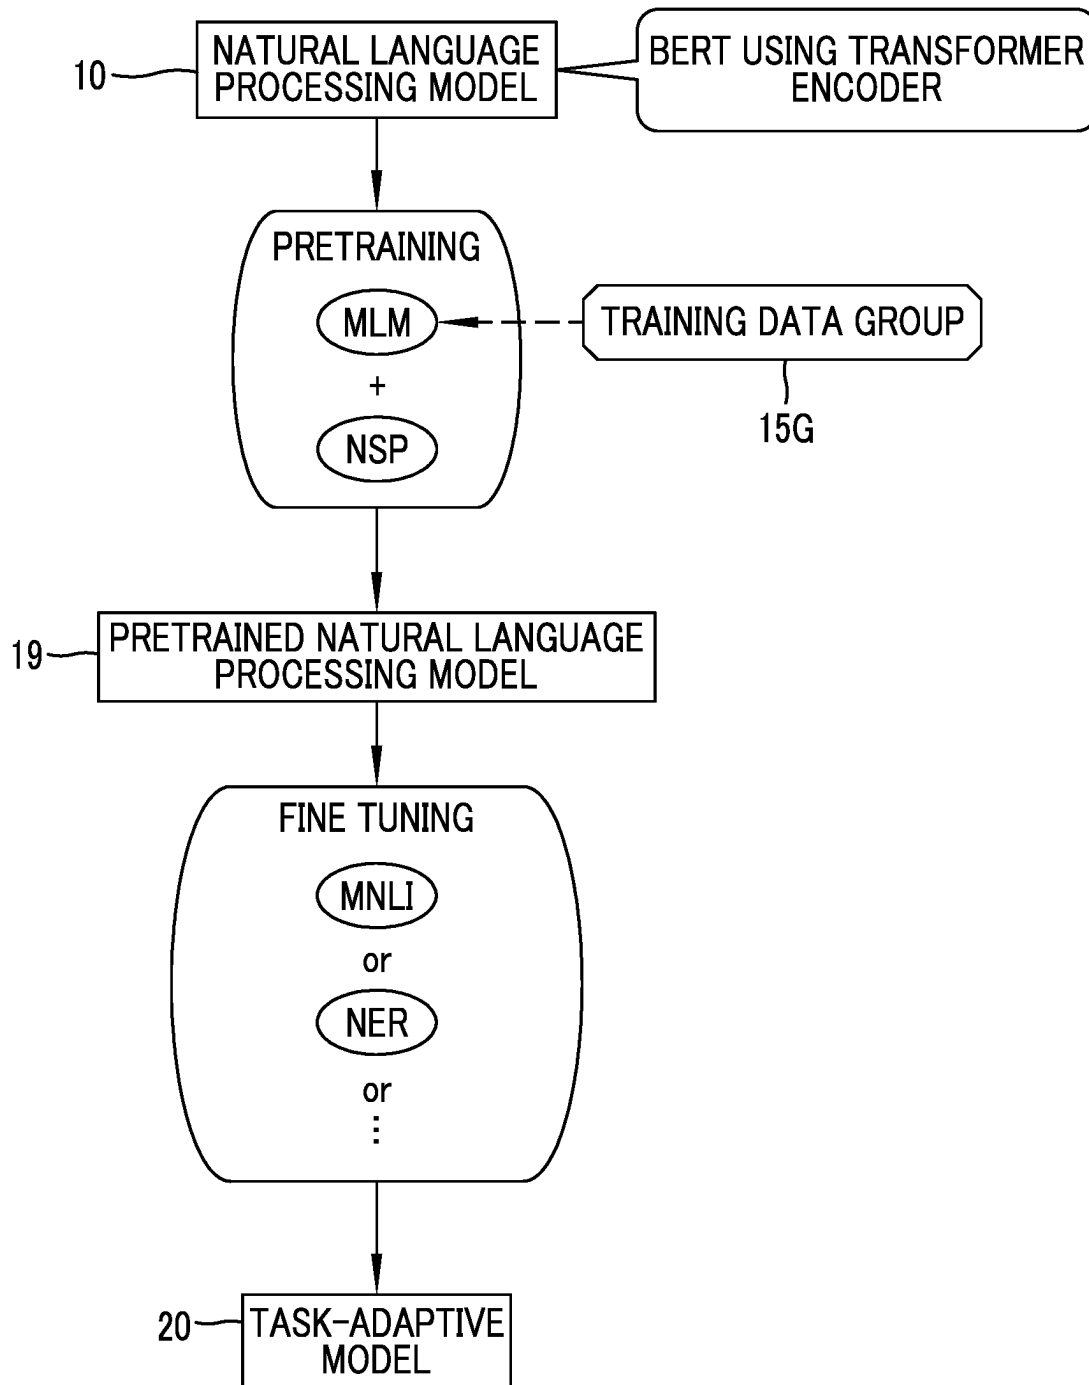 NATURAL LANGUAGE
PROCESSING MODEL
10
BERT USING TRANSFORMER
ENCODER
PRETRAINING
MLM
TRAINING DATA GROUP
+
15G
NSP
19
PRETRAINED NATURAL LANGUAGE
PROCESSING MODEL
FINE TUNING
MNLI
or
NER
or
⋮
20
TASK-ADAPTIVE
MODEL